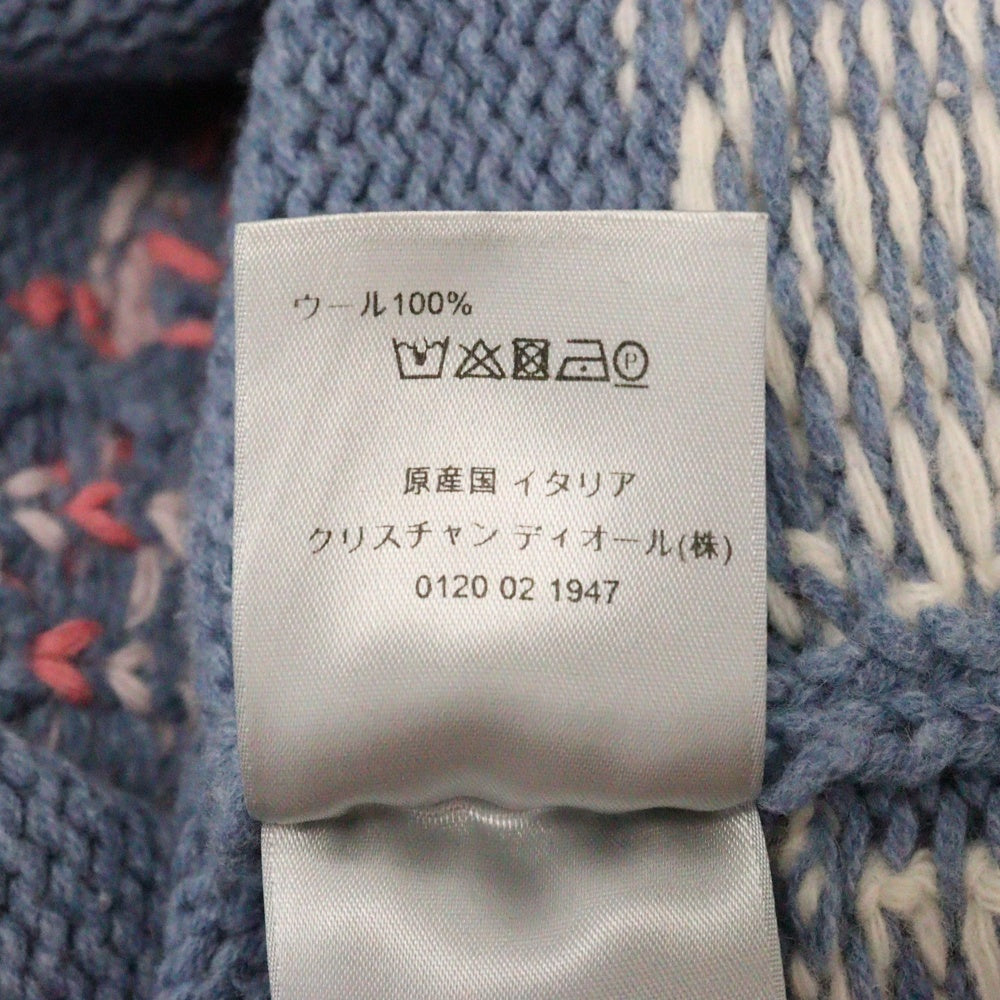 ウール100%
P
原産国 イタリア
クリスチャン ディオール(株)
0120 02 1947